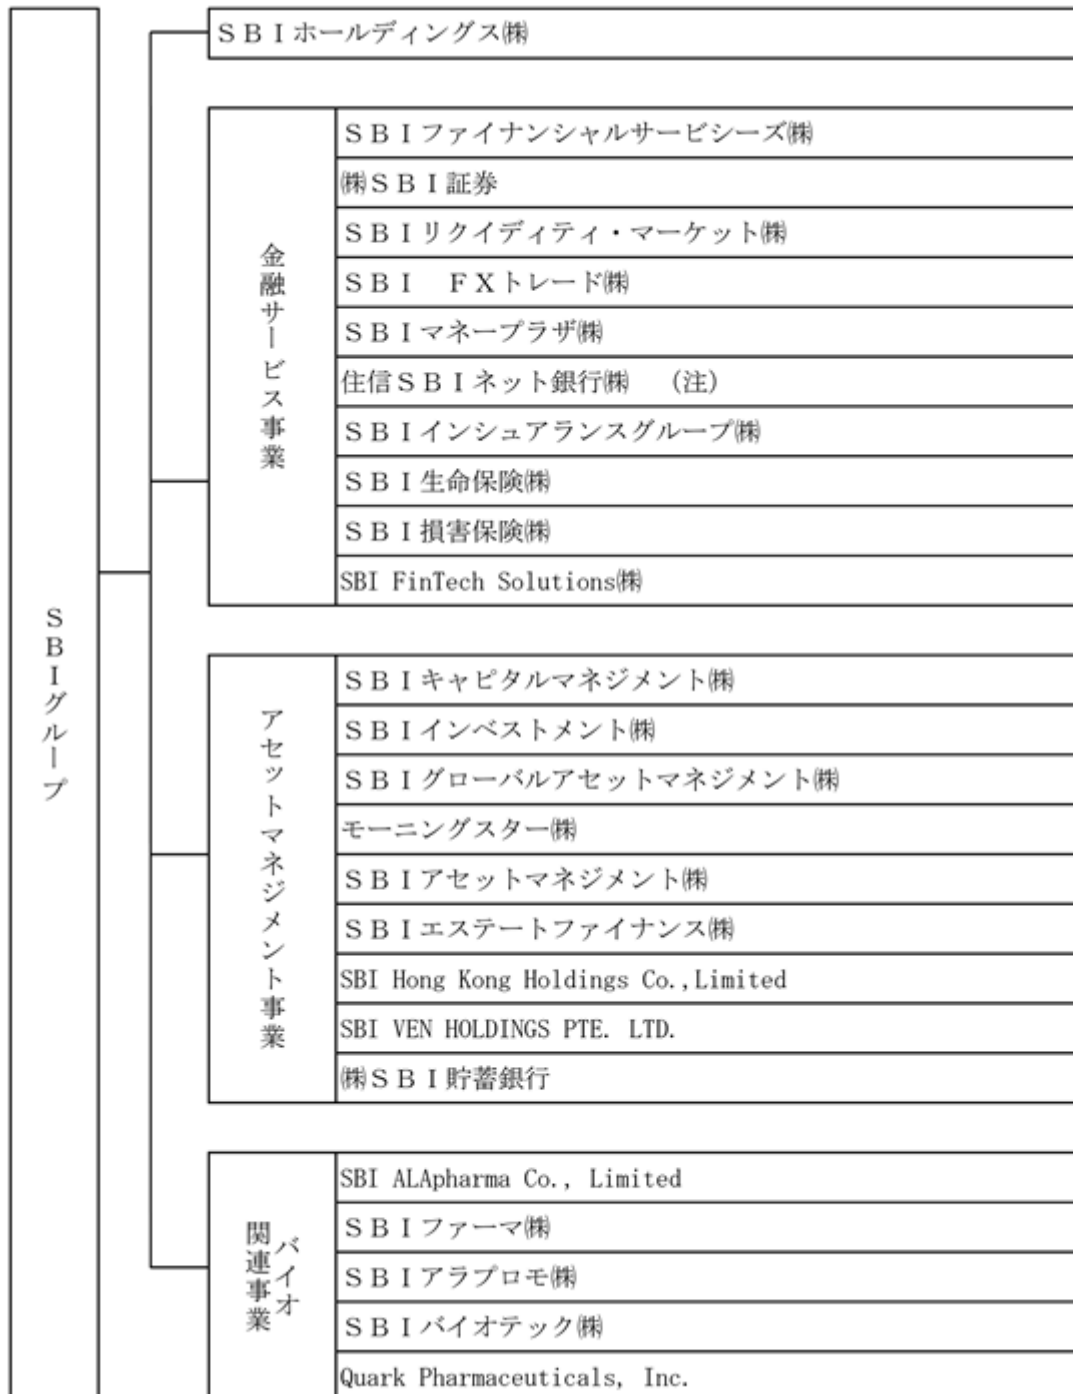 SBIグループ
SBIホールディングス㈱
金融サービス事業
SBIファイナンシャルサービシーズ㈱
㈱SBI証券
SBIリクイディティ・マーケット㈱
SBI　FXトレード㈱
SBIマネープラザ㈱
住信SBIネット銀行㈱　（注）
SBIインシュアランスグループ㈱
SBI生命保険㈱
SBI損害保険㈱
SBI FinTech Solutions㈱
アセットマネジメント事業
SBIキャピタルマネジメント㈱
SBIインベストメント㈱
SBIグローバルアセットマネジメント㈱
モーニングスター㈱
SBIアセットマネジメント㈱
SBIエステートファイナンス㈱
SBI Hong Kong Holdings Co.,Limited
SBI VEN HOLDINGS PTE. LTD.
㈱SBI貯蓄銀行
バイオ
関連事業
SBI ALApharma Co., Limited
SBIファーマ㈱
SBIアラプロモ㈱
SBIバイオテック㈱
Quark Pharmaceuticals, Inc.